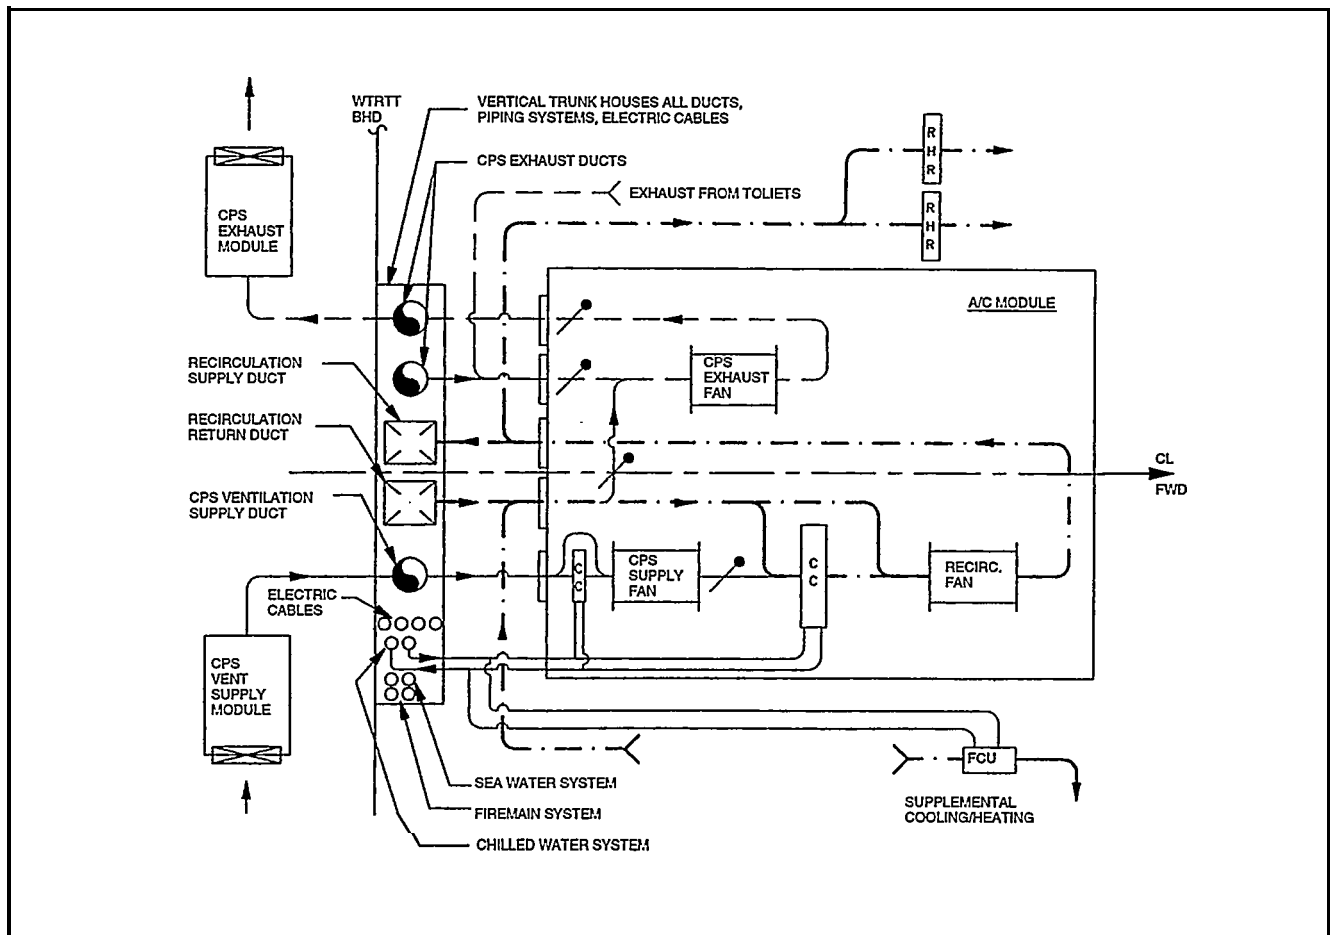 WTRTT
BHD
VERTICAL TRUNK HOUSES ALL DUCTS,
PIPING SYSTEMS, ELECTRIC CABLES
CPS EXHAUST DUCTS
EXHAUST FROM TOLIETS
R
H
R
R
H
R
CPS
EXHAUST
MODULE
A/C MODULE
RECIRCULATION
SUPPLY DUCT
CPS
EXHAUST
FAN
RECIRCULATION
RETURN DUCT
CL
FWD
CPS VENTILATION
SUPPLY DUCT
C
C
CPS
SUPPLY
FAN
C
C
RECIRC.
FAN
ELECTRIC
CABLES
CPS
VENT
SUPPLY
MODULE
FCU
SEA WATER SYSTEM
FIREMAIN SYSTEM
CHILLED WATER SYSTEM
SUPPLEMENTAL
COOLING/HEATING